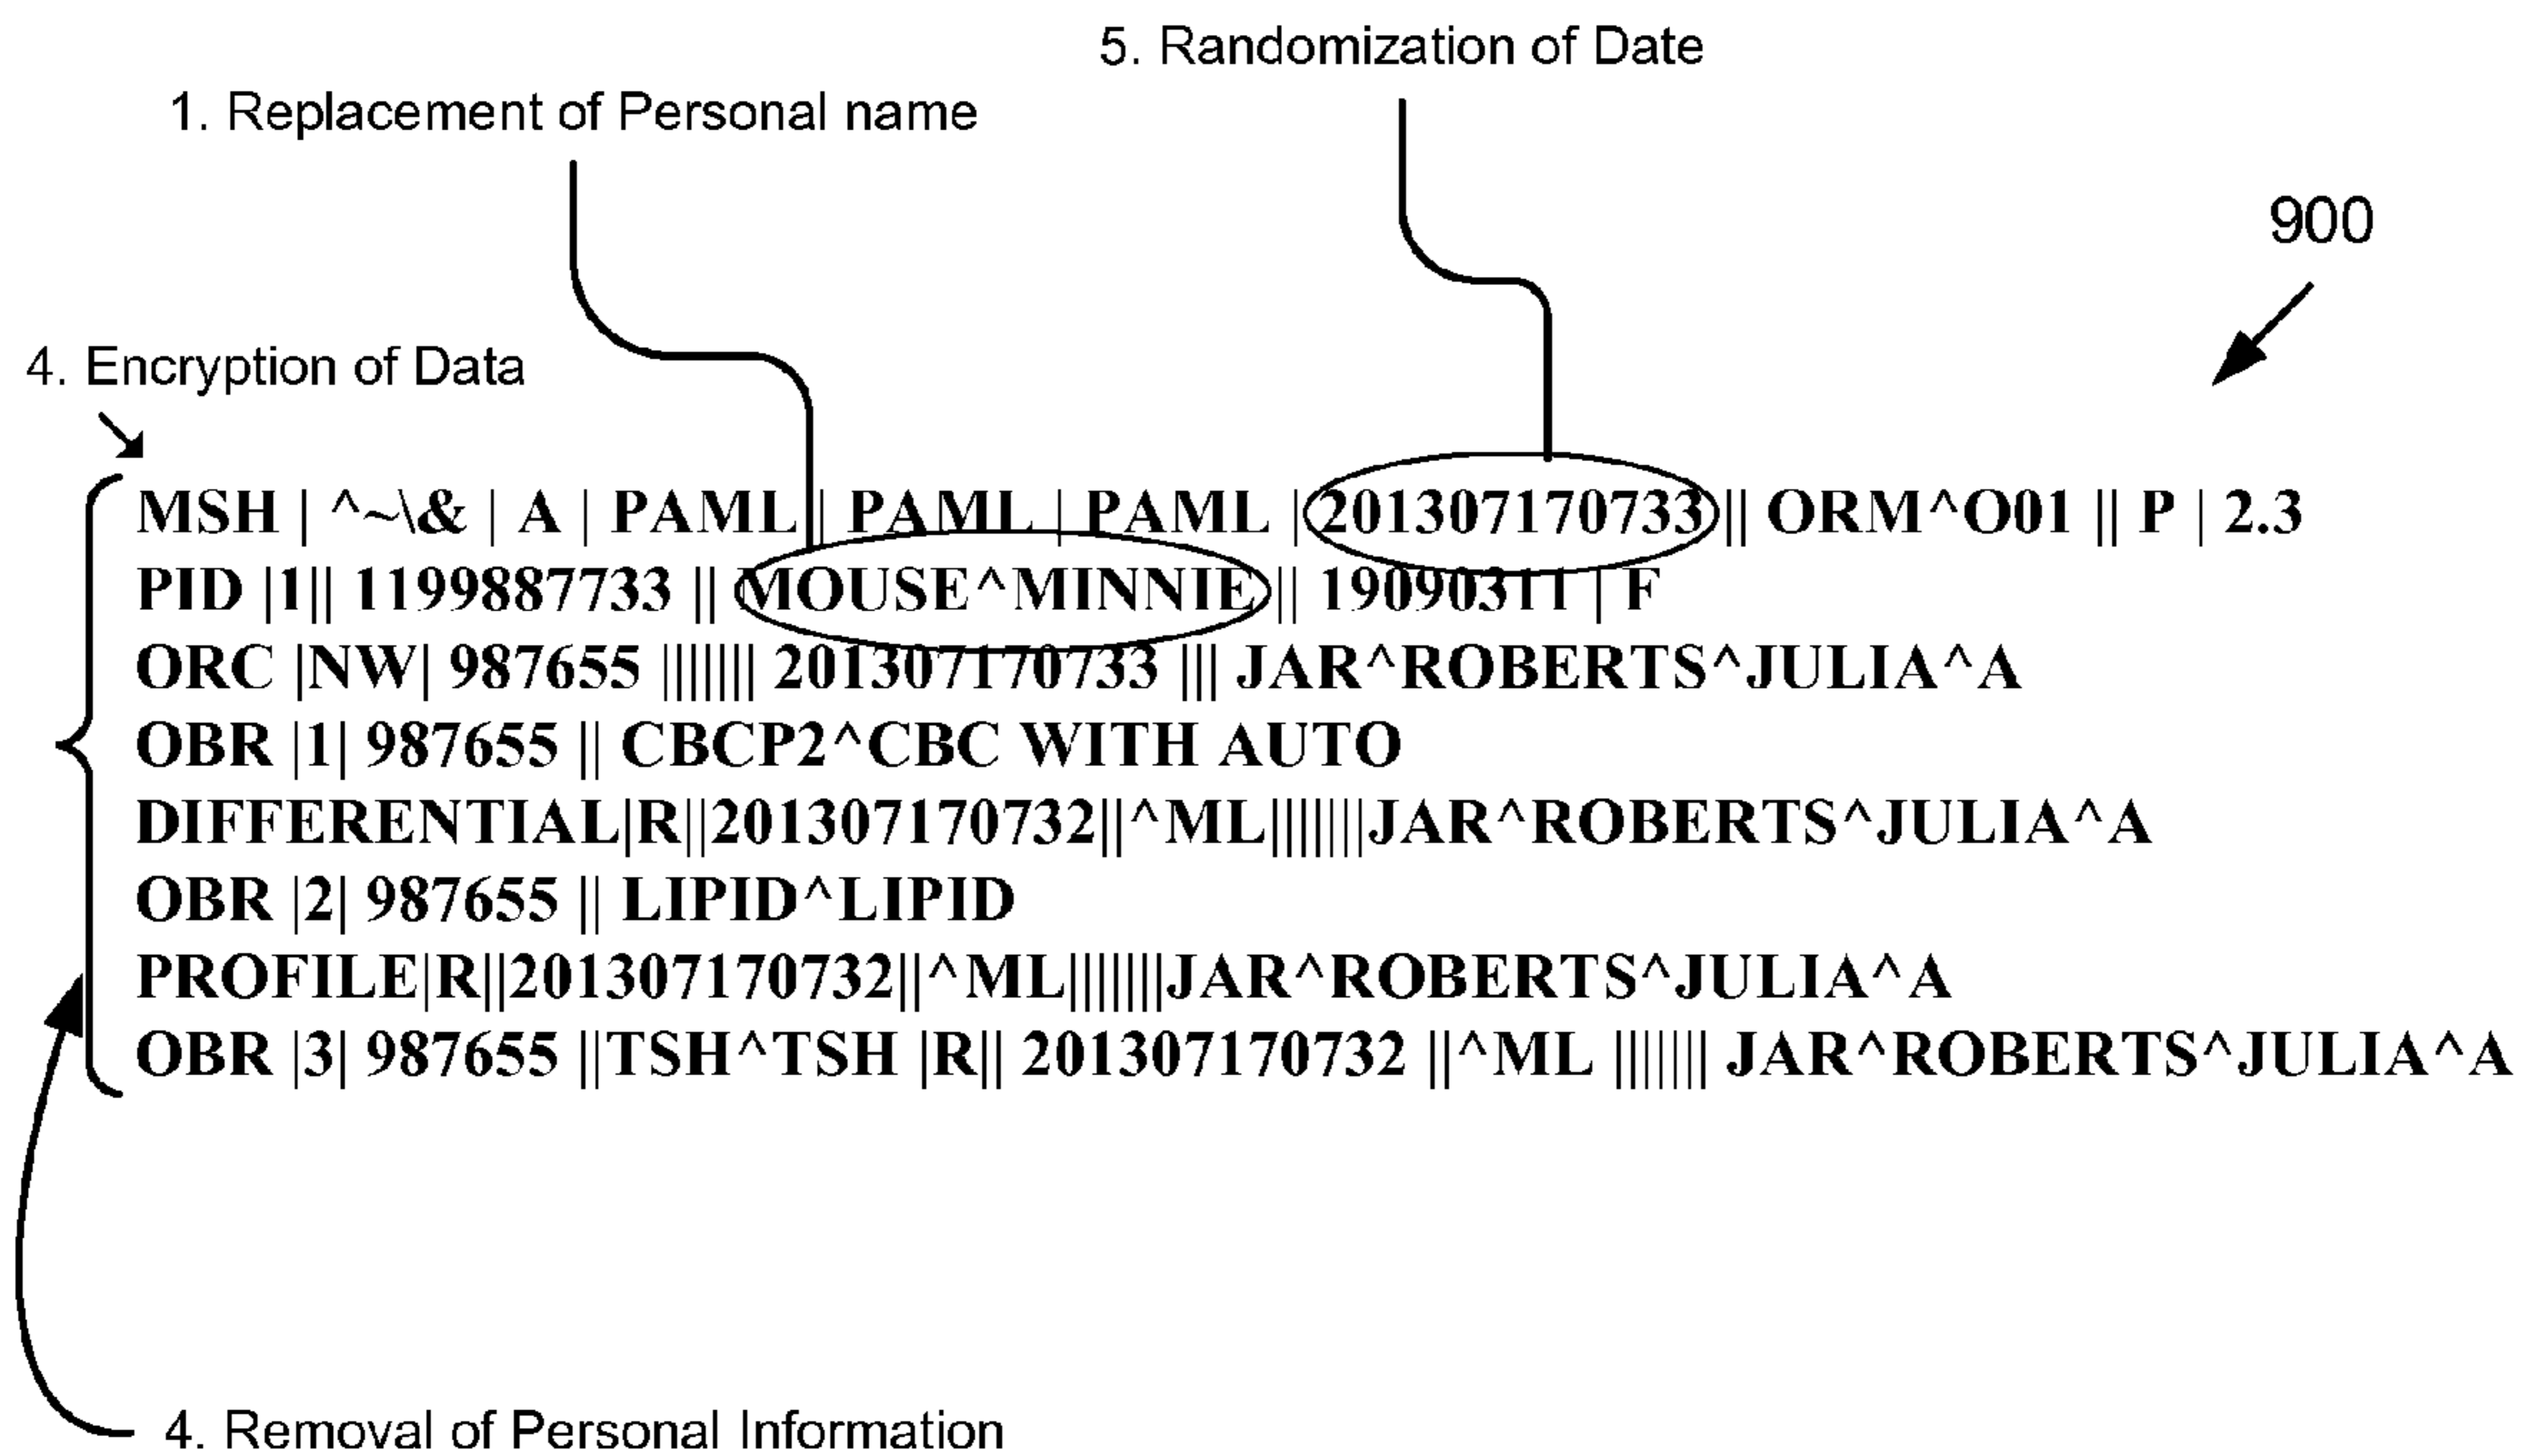 5. Randomization of Date
1. Replacement of Personal name
900
4. Encryption of Data
MSH | ^~\& | A | PAML | PAML | PAML | 201307170733 || ORM^O01 || P | 2.3
PID |1|| 1199887733 || MOUSE^MINNIE || 19090311 | F
ORC |NW| 987655 ||||||| 201307170733 ||| JAR^ROBERTS^JULIA^A
OBR |1| 987655 || CBCP2^CBC WITH AUTO
DIFFERENTIAL|R||201307170732||^ML|||||||JAR^ROBERTS^JULIA^A
OBR |2| 987655 || LIPID^LIPID
PROFILE|R||201307170732||^ML|||||||JAR^ROBERTS^JULIA^A
OBR |3| 987655 ||TSH^TSH |R|| 201307170732 ||^ML ||||||| JAR^ROBERTS^JULIA^A
4. Removal of Personal Information